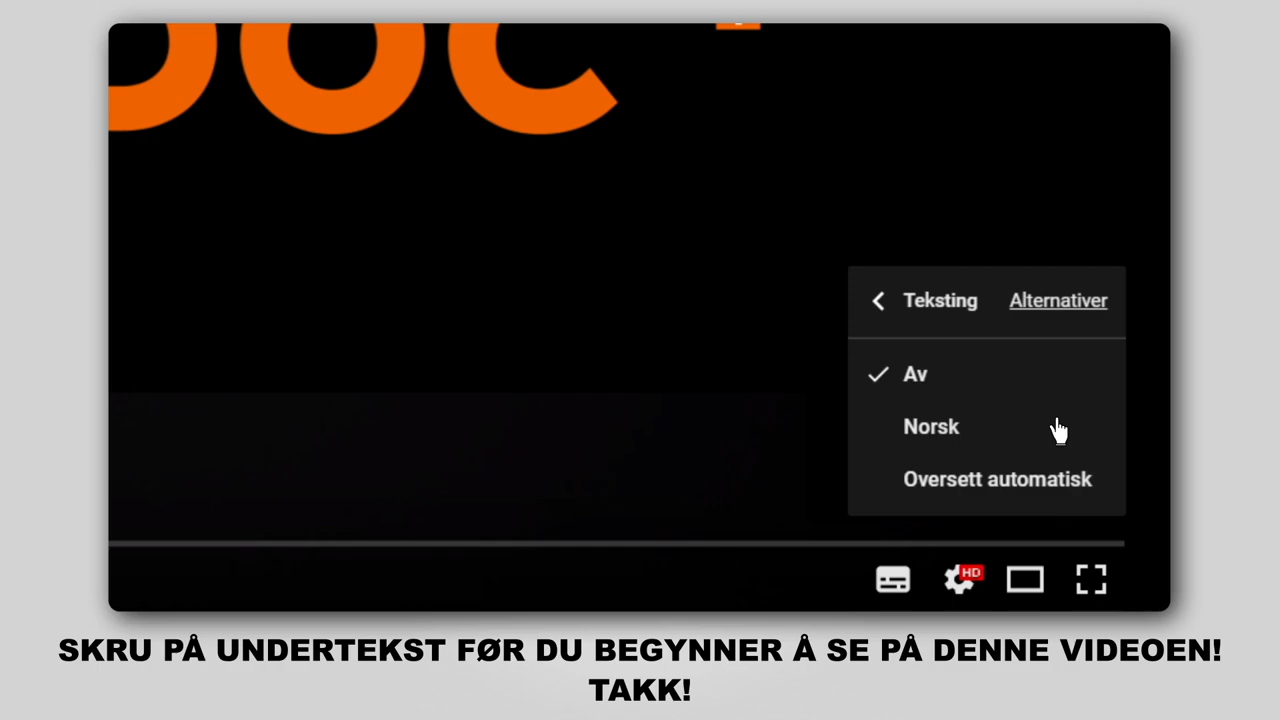 Teksting Alternativer
Av
Norsk
Oversett automatisk
HD
SKRU PÅ UNDERTEKST FØR DU BEGYNNER Å SE PÅ DENNE VIDEOEN!
TAKK!